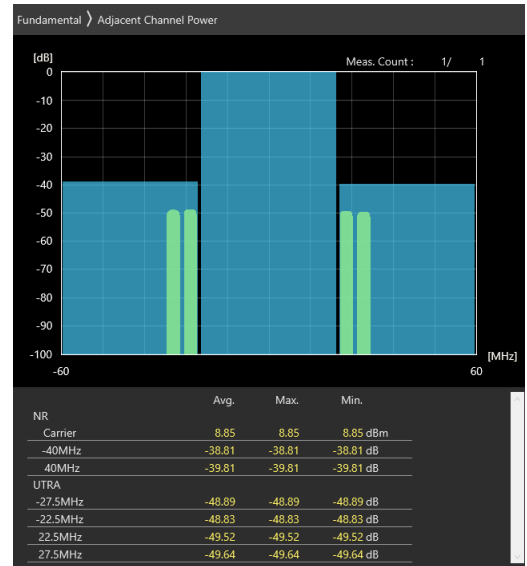 Fundamental 〉 Adjacent Channel Power
[dB]
Meas. Count : 1/ 1
0
-10
-20
-30
-40
-50
-60
-70
-80
-90
-100
[MHz]
-60 60
Avg. Max. Min.
NR
Carrier 8.85 8.85 8.85 dBm
-40MHz -38.81 -38.81 -38.81 dB
40MHz -39.81 -39.81 -39.81 dB
UTRA
-27.5MHz -48.89 -48.89 -48.89 dB
-22.5MHz -48.83 -48.83 -48.83 dB
22.5MHz -49.52 -49.52 -49.52 dB
27.5MHz -49.64 -49.64 -49.64 dB